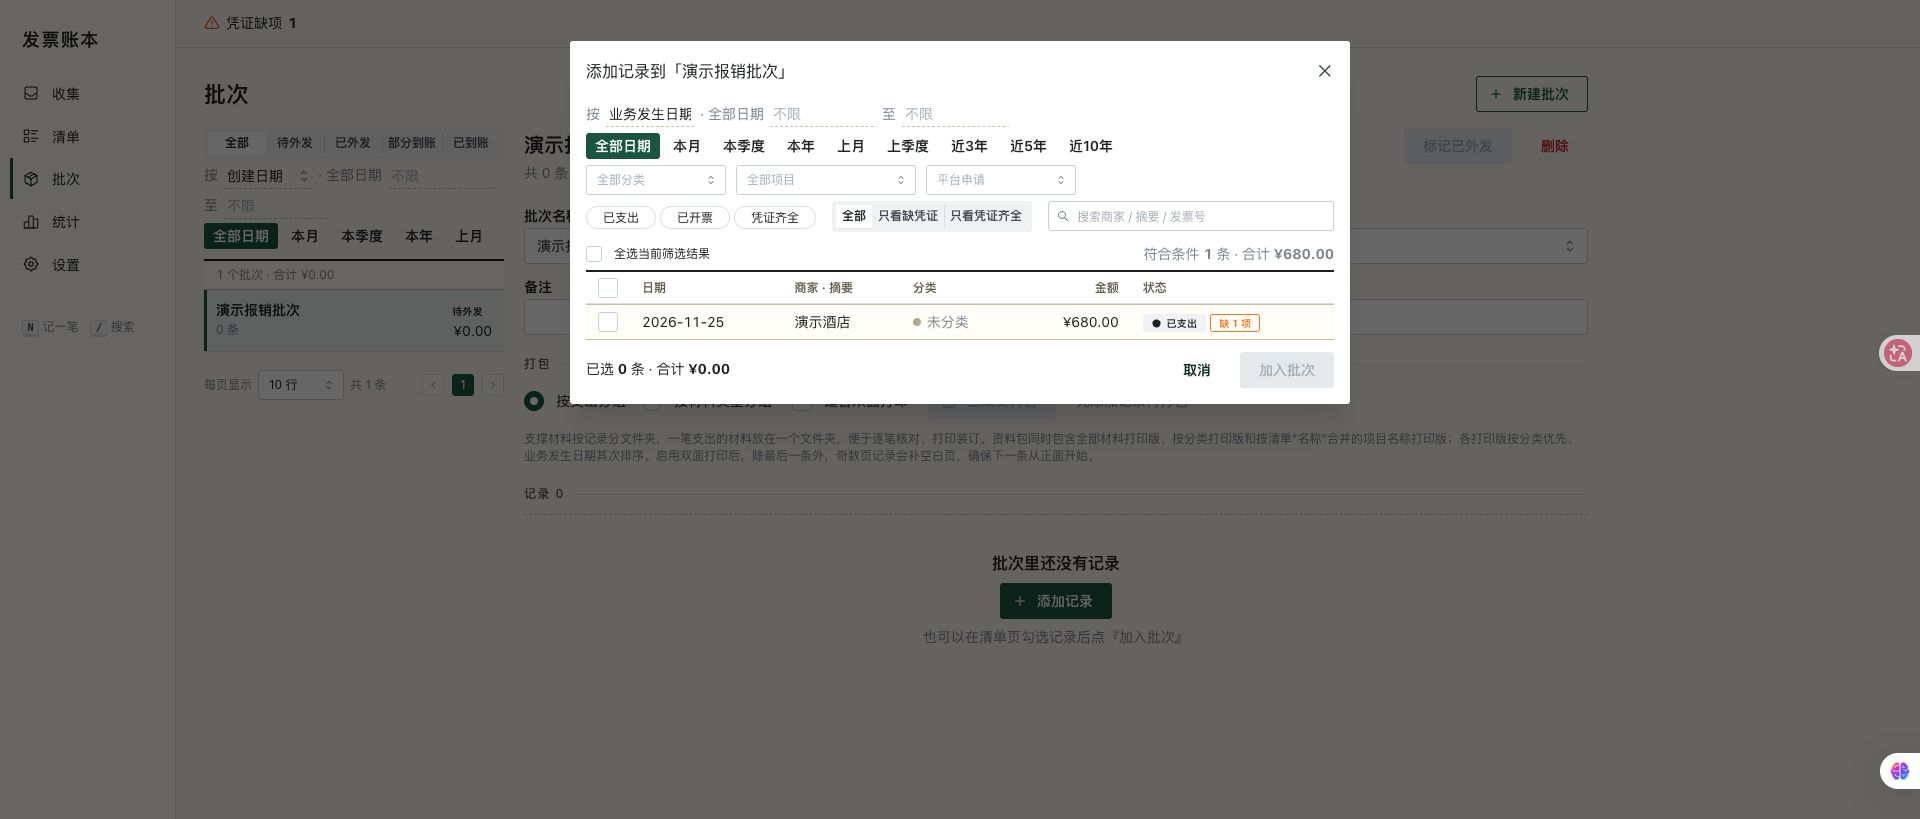 发票账本
收集
清单
批次
统计
设置
N 记一笔 / 搜索
凭证缺项 1
批次
新建批次
全部 待外发 已外发 部分到账 已到账
按 创建日期 · 全部日期 不限
至 不限
全部日期 本月 本季度 本年 上月
1 个批次 · 合计 ¥0.00
演示报销批次 待外发
0 条 ¥0.00
每页显示 10 行 共 1 条 1
标记已外发 删除
共 0 条
备注
打包
支撑材料按记录分文件夹，一笔支出的材料放在一个文件夹，便于逐笔核对、打印装订。资料包同时包含全部材料打印版、按分类打印版和按清单“名称”合并的项目名称打印版；各打印版按分类优先、
业务发生日期其次排序。启用双面打印后，除最后一条外，奇数页记录会补空白页，确保下一条从正面开始。
记录 0
批次里还没有记录
添加记录
也可以在清单页勾选记录后点『加入批次』
添加记录到「演示报销批次」
按 业务发生日期 · 全部日期 不限 至 不限
全部日期 本月 本季度 本年 上月 上季度 近3年 近5年 近10年
全部分类 全部项目 平台申请
已支出 已开票 凭证齐全 全部 只看缺凭证 只看凭证齐全 搜索商家 / 摘要 / 发票号
全选当前筛选结果 符合条件 1 条 · 合计 ¥680.00
日期 商家 · 摘要 分类 金额 状态
2026-11-25 演示酒店 未分类 ¥680.00 已支出 缺 1 项
已选 0 条 · 合计 ¥0.00 取消 加入批次